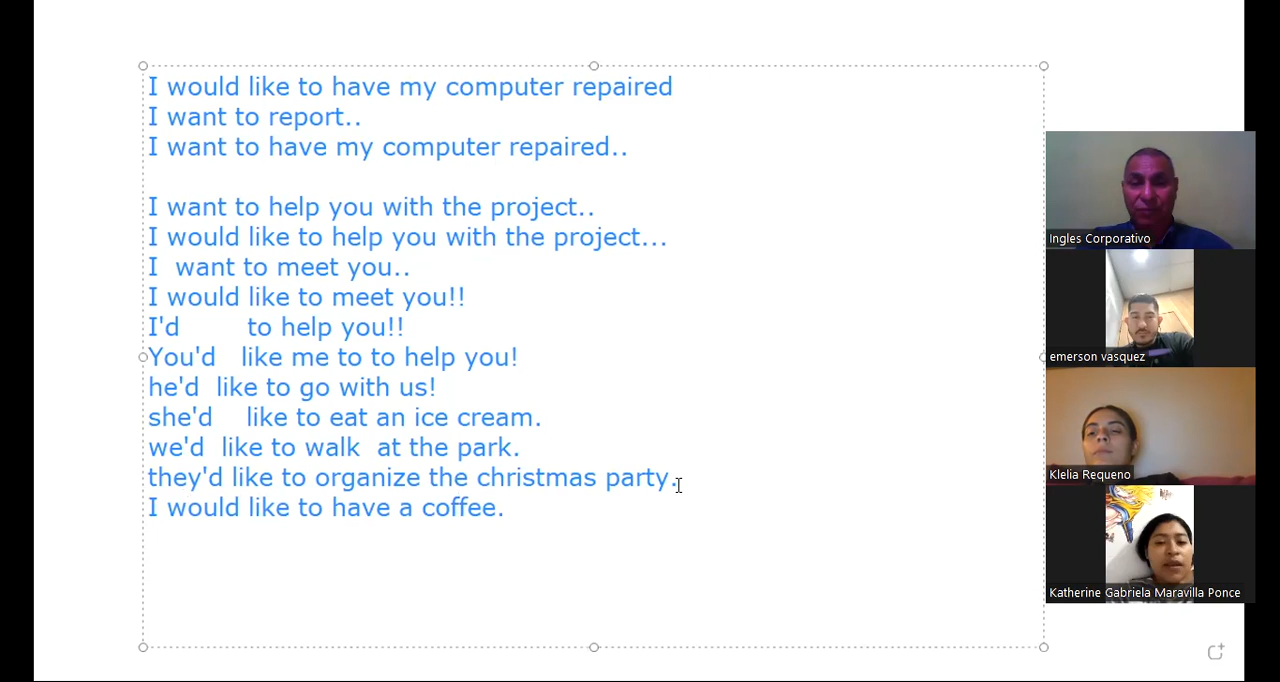 I would like to have my computer repaired
I want to report..
I want to have my computer repaired..
I want to help you with the project..
I would like to help you with the project...
I want to meet you..
I would like to meet you!!
I'd to help you!!
You'd like me to to help you!
he'd like to go with us!
she'd like to eat an ice cream.
we'd like to walk at the park.
they'd like to organize the christmas party.
I would like to have a coffee.
Ingles Corporativo
emerson vasquez
Klelia Requeno
Katherine Gabriela Maravilla Ponce